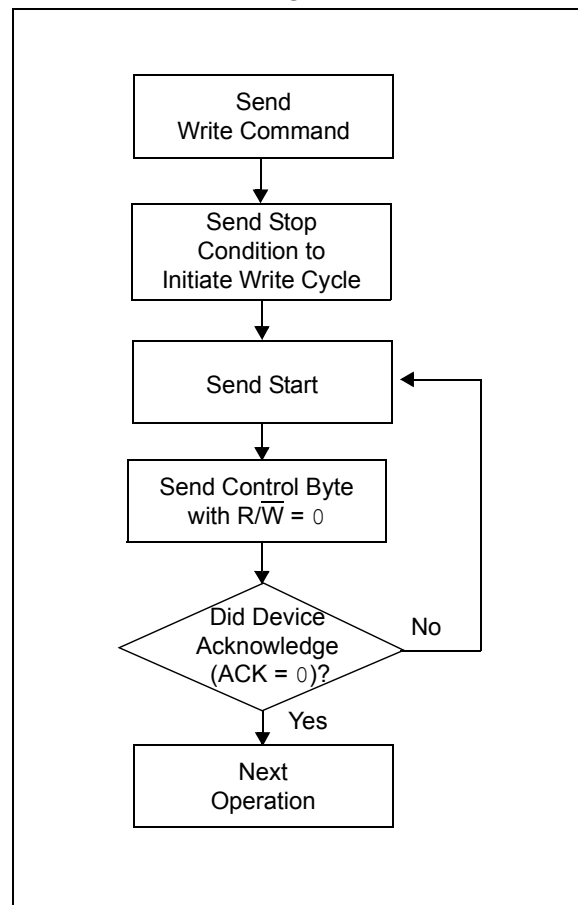 Send
Write Command
Send Stop
Condition to
Initiate Write Cycle
Send Start
Send Control Byte
with R/W̅ = 0
Did Device
Acknowledge
(ACK = 0)?
No
Yes
Next
Operation